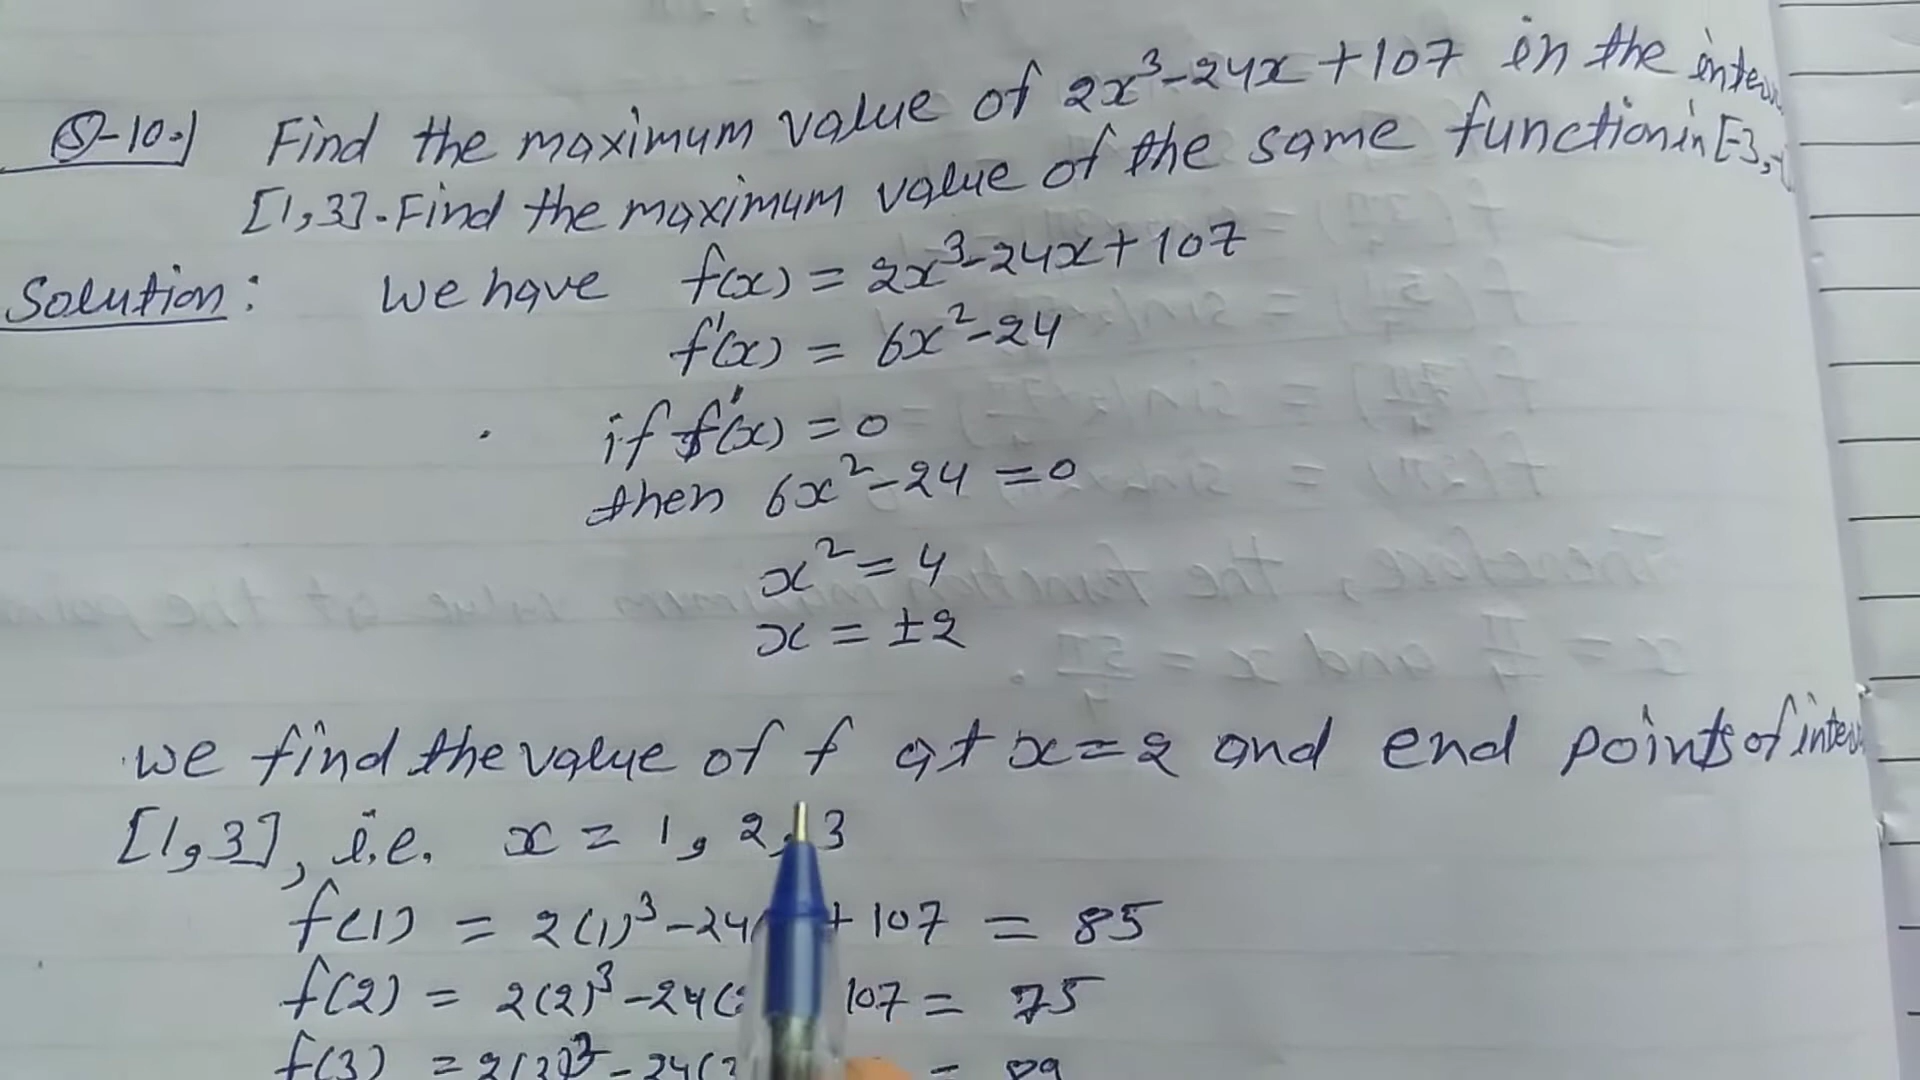 Q-10.) Find the maximum value of 2x³-24x+107 in the
[1,3]. Find the maximum value of the same function in [-3,
Solution: We have f(x) = 2x³-24x+107
f'(x) = 6x²-24
if f'(x) = 0
then 6x²-24 = 0
x² = 4
x = ±2
we find the value of f at x=2 and end points of
[1,3], i.e. x = 1, 2, 3
f(1) = 2(1)³-24 + 107 = 85
f(2) = 2(2)³-24( 107 = 75
f(3) = 2(3)³-24(3 = 89